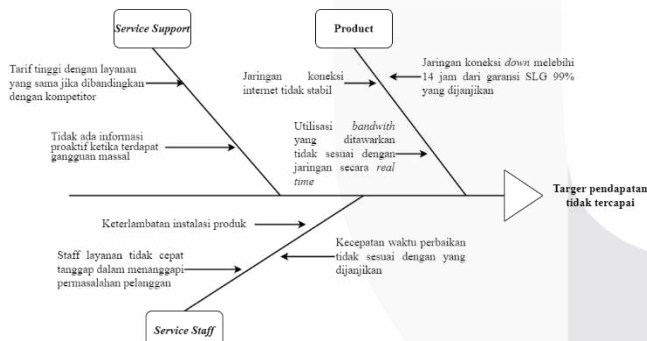 Service Support
Product
Tarif tinggi dengan layanan
yang sama jika dibandingkan
dengan kompetitor
Jaringan koneksi
internet tidak stabil
Jaringan koneksi down melebihi
14 jam dari garansi SLG 99%
yang dijanjikan
Tidak ada informasi
proaktif ketika terdapat
gangguan massal
Utilisasi bandwith
yang ditawarkan
tidak sesuai dengan
jaringan secara real
time
Targer pendapatan
tidak tercapai
Keterlambatan instalasi produk
Staff layanan tidak cepat
tanggap dalam menanggapi
permasalahan pelanggan
Kecepatan waktu perbaikan
tidak sesuai dengan yang
dijanjikan
Service Staff